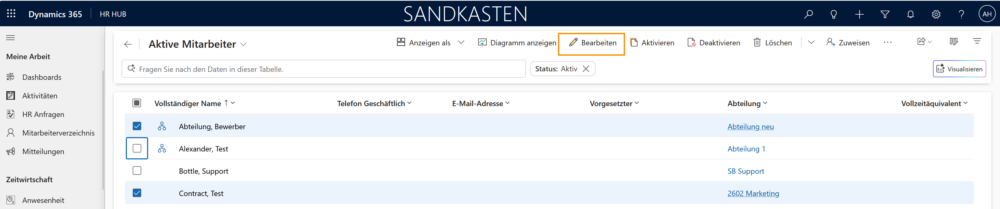 Dynamics 365
HR HUB
SANDKASTEN
AH
Meine Arbeit
Dashboards
Aktivitäten
HR Anfragen
Mitarbeiterverzeichnis
Mitteilungen
Zeitwirtschaft
Anwesenheit
Aktive Mitarbeiter
Anzeigen als
Diagramm anzeigen
Bearbeiten
Aktivieren
Deaktivieren
Löschen
Zuweisen
Fragen Sie nach den Daten in dieser Tabelle.
Status: Aktiv
Visualisieren
Vollständiger Name Telefon Geschäftlich E-Mail-Adresse Vorgesetzter Abteilung Vollzeitäquivalent
Abteilung, Bewerber Abteilung neu
Alexander, Test Abteilung 1
Bottle, Support SB Support
Contract, Test 2602 Marketing